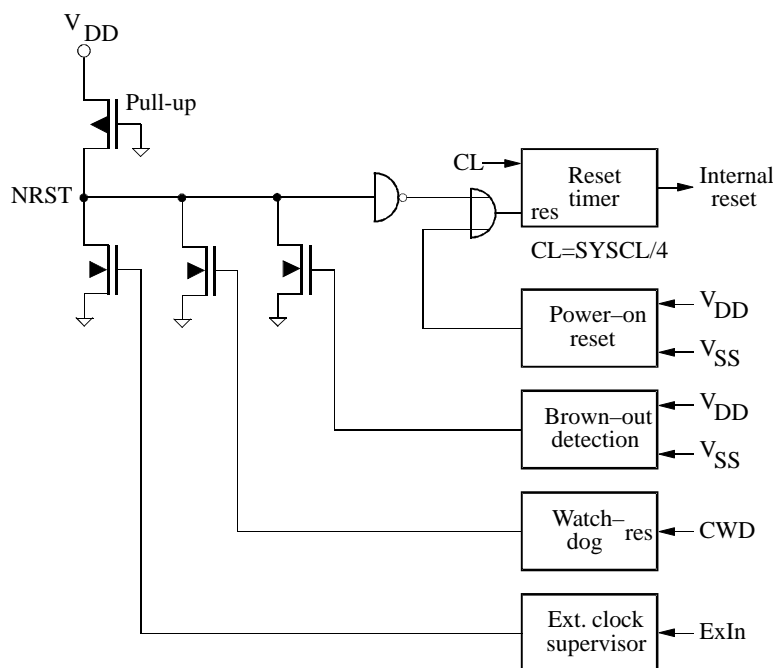 VDD
Pull-up
NRST
CL
Reset
timer
res
Internal
reset
CL=SYSCL/4
Power–on
reset
VDD
VSS
Brown–out
detection
VDD
VSS
Watch–
dog
res
CWD
Ext. clock
supervisor
ExIn